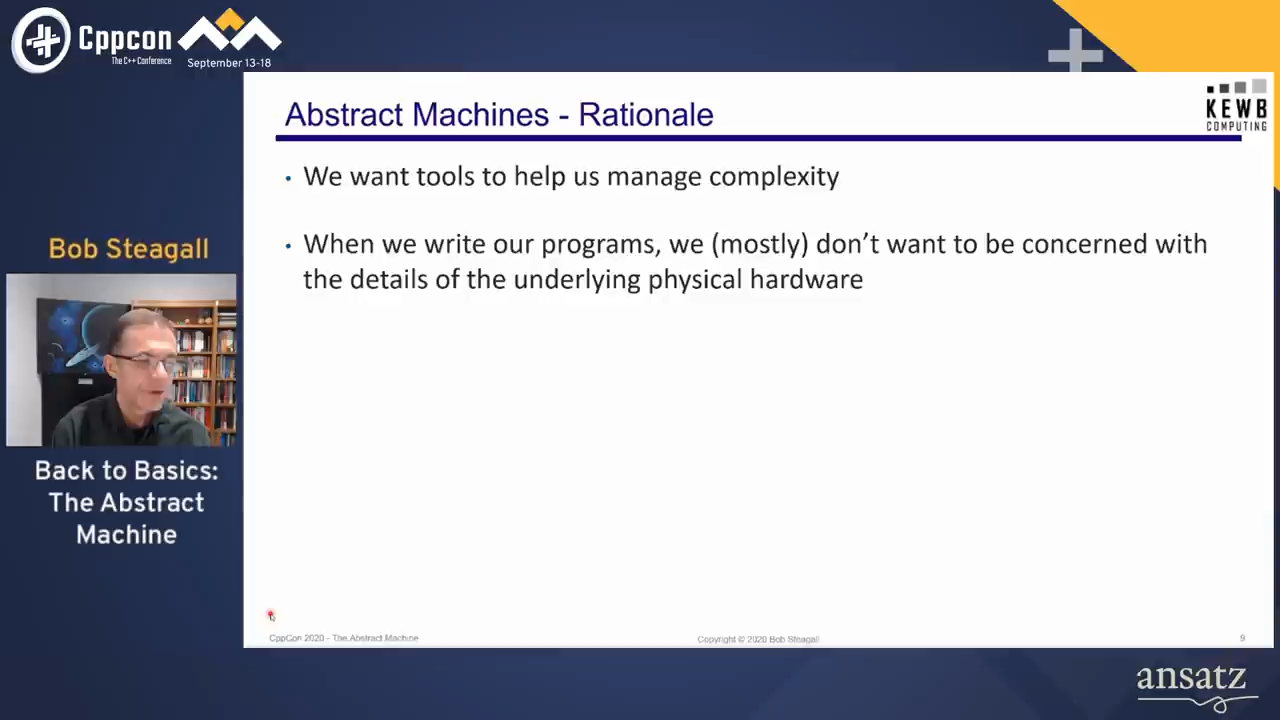 Cppcon
The C++ Conference
September 13-18
KEWB
COMPUTING
Abstract Machines - Rationale
• We want tools to help us manage complexity
• When we write our programs, we (mostly) don't want to be concerned with
the details of the underlying physical hardware
Bob Steagall
Back to Basics:
The Abstract
Machine
CppCon 2020 - The Abstract Machine
Copyright © 2020 Bob Steagall
9
ansatz